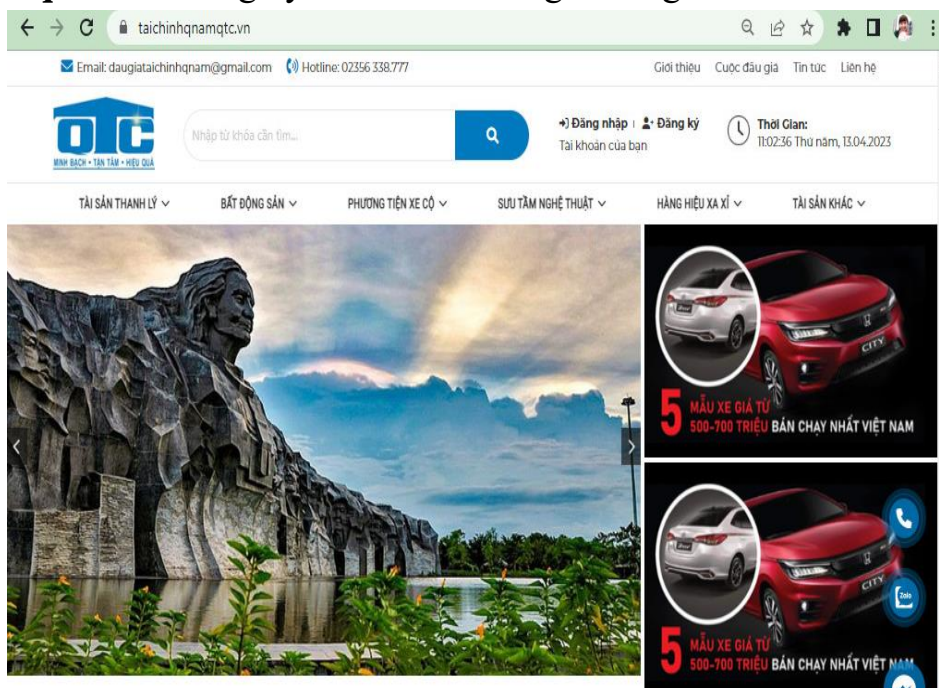 taichinhqnamqtc.vn
Email: daugiataichinhqnam@gmail.com Hotline: 02356 338.777 Giới thiệu Cuộc đấu giá Tin tức Liên hệ
QTC
MINH BẠCH • TẬN TÂM • HIỆU QUẢ
Nhập từ khóa cần tìm...
Đăng nhập | Đăng ký
Tài khoản của bạn
Thời Gian:
11:02:36 Thứ năm, 13.04.2023
TÀI SẢN THANH LÝ BẤT ĐỘNG SẢN PHƯƠNG TIỆN XE CỘ SƯU TẦM NGHỆ THUẬT HÀNG HIỆU XA XỈ TÀI SẢN KHÁC
CITY
5 MẪU XE GIÁ TỪ
500-700 TRIỆU BÁN CHẠY NHẤT VIỆT NAM
CITY
Zalo
5 MẪU XE GIÁ TỪ
500-700 TRIỆU BÁN CHẠY NHẤT VIỆT NAM